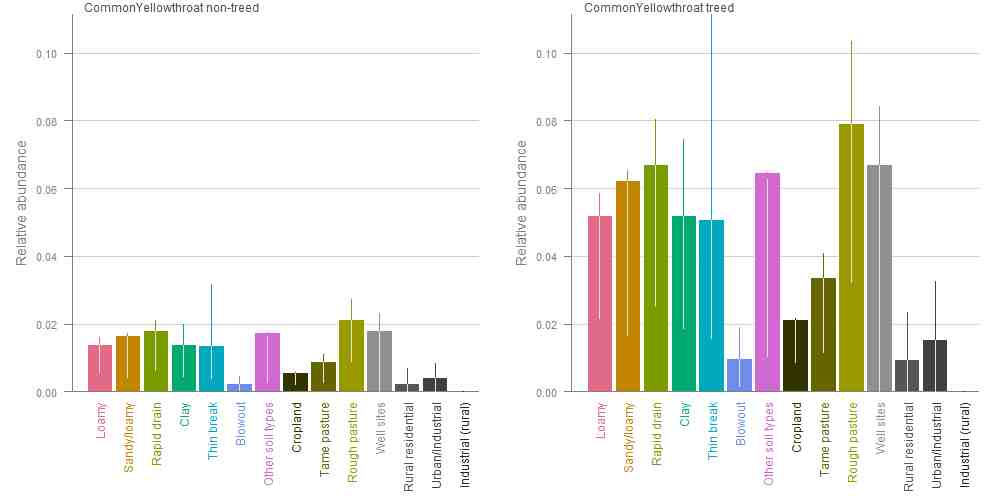 CommonYellowthroat non-treed
Relative abundance
0.10
0.08
0.06
0.04
0.02
0.00
Loamy
Sandy/loamy
Rapid drain
Clay
Thin break
Blowout
Other soil types
Cropland
Tame pasture
Rough pasture
Well sites
Rural residential
Urban/Industrial
Industrial (rural)
CommonYellowthroat treed
Relative abundance
0.10
0.08
0.06
0.04
0.02
0.00
Loamy
Sandy/loamy
Rapid drain
Clay
Thin break
Blowout
Other soil types
Cropland
Tame pasture
Rough pasture
Well sites
Rural residential
Urban/Industrial
Industrial (rural)